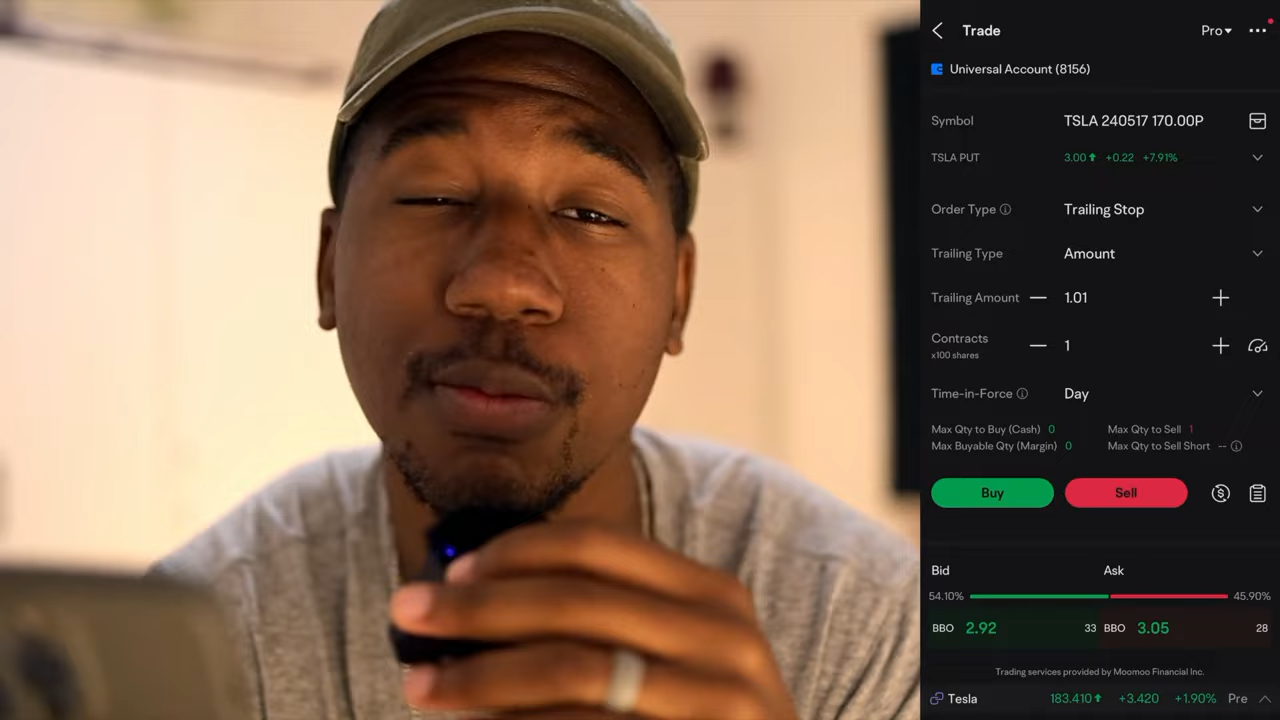 Trade Pro
Universal Account (8156)
Symbol TSLA 240517 170.00P
TSLA PUT 3.00 +0.22 +7.91%
Order Type Trailing Stop
Trailing Type Amount
Trailing Amount 1.01
Contracts 1
x100 shares
Time-in-Force Day
Max Qty to Buy (Cash) 0 Max Qty to Sell 1
Max Buyable Qty (Margin) 0 Max Qty to Sell Short --
Buy Sell
Bid Ask
54.10% 45.90%
BBO 2.92 33 BBO 3.05 28
Trading services provided by Moomoo Financial Inc.
Tesla 183.410 +3.420 +1.90% Pre